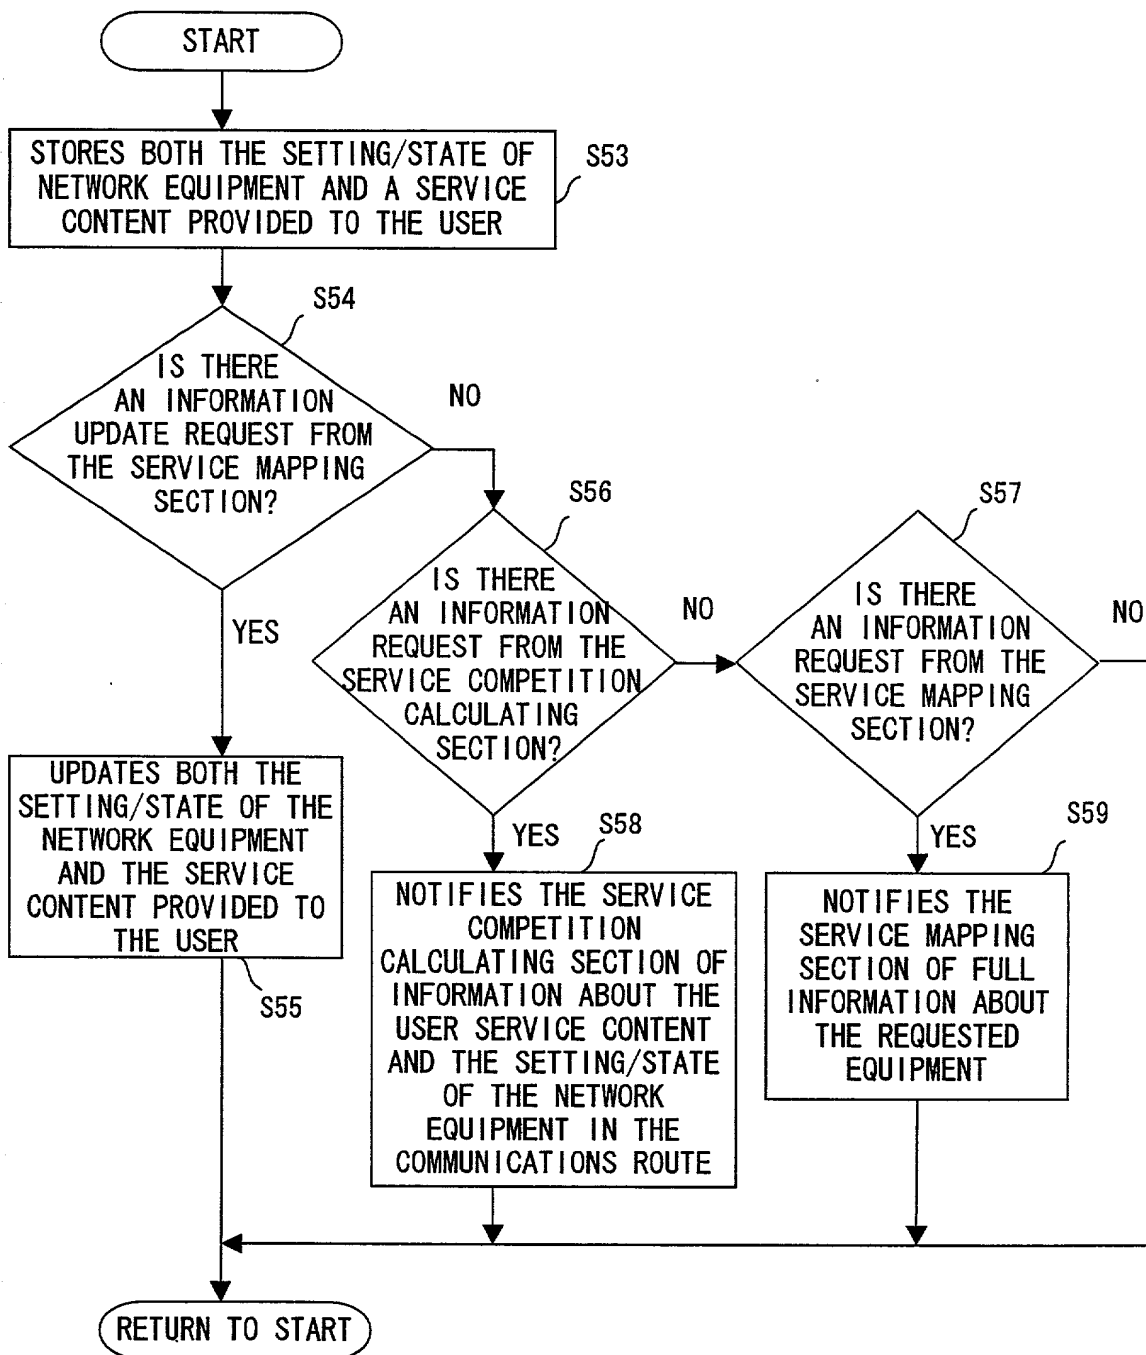 START
STORES BOTH THE SETTING/STATE OF
NETWORK EQUIPMENT AND A SERVICE
CONTENT PROVIDED TO THE USER
S53
S54
IS THERE
AN INFORMATION
UPDATE REQUEST FROM
THE SERVICE MAPPING
SECTION?
NO
YES
S56
IS THERE
AN INFORMATION
REQUEST FROM THE
SERVICE COMPETITION
CALCULATING
SECTION?
NO
YES
S57
IS THERE
AN INFORMATION
REQUEST FROM THE
SERVICE MAPPING
SECTION?
NO
YES
UPDATES BOTH THE
SETTING/STATE OF THE
NETWORK EQUIPMENT
AND THE SERVICE
CONTENT PROVIDED TO
THE USER
S55
S58
NOTIFIES THE SERVICE
COMPETITION
CALCULATING SECTION OF
INFORMATION ABOUT THE
USER SERVICE CONTENT
AND THE SETTING/STATE
OF THE NETWORK
EQUIPMENT IN THE
COMMUNICATIONS ROUTE
S59
NOTIFIES THE
SERVICE MAPPING
SECTION OF FULL
INFORMATION ABOUT
THE REQUESTED
EQUIPMENT
RETURN TO START